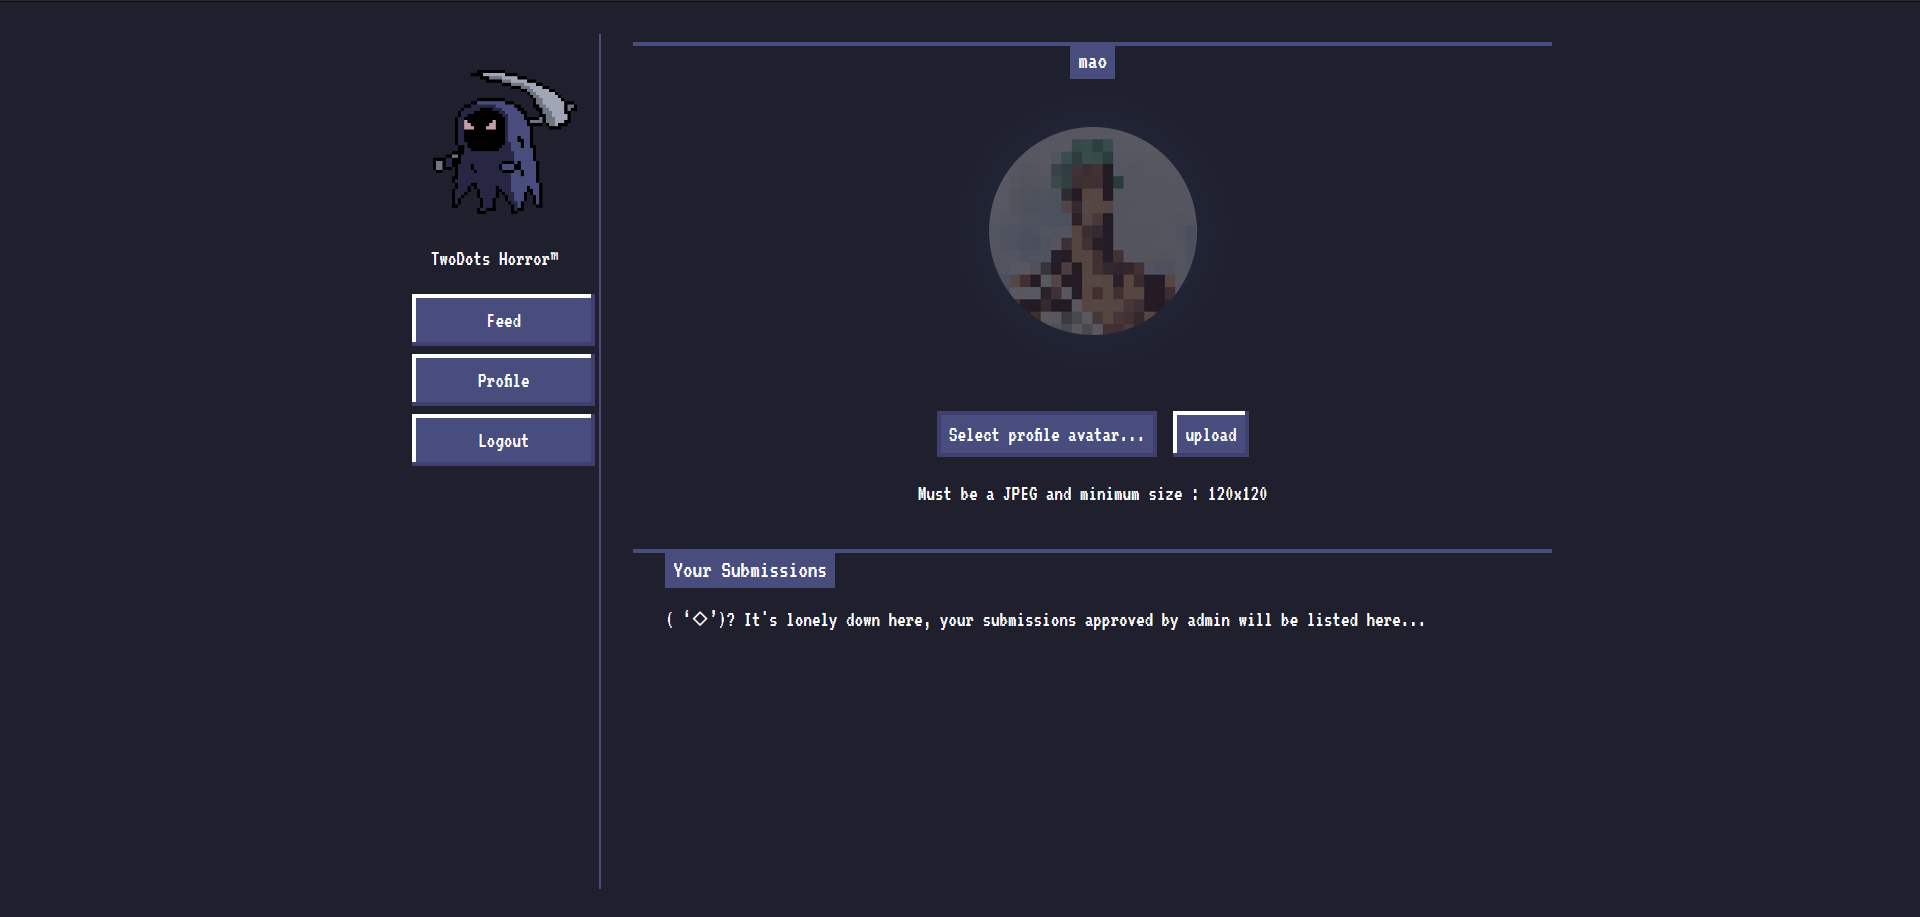 TwoDots Horror™
Feed
Profile
Logout
mao
Select profile avatar...
upload
Must be a JPEG and minimum size : 120x120
Your Submissions
( ‘◇’)? It's lonely down here, your submissions approved by admin will be listed here...